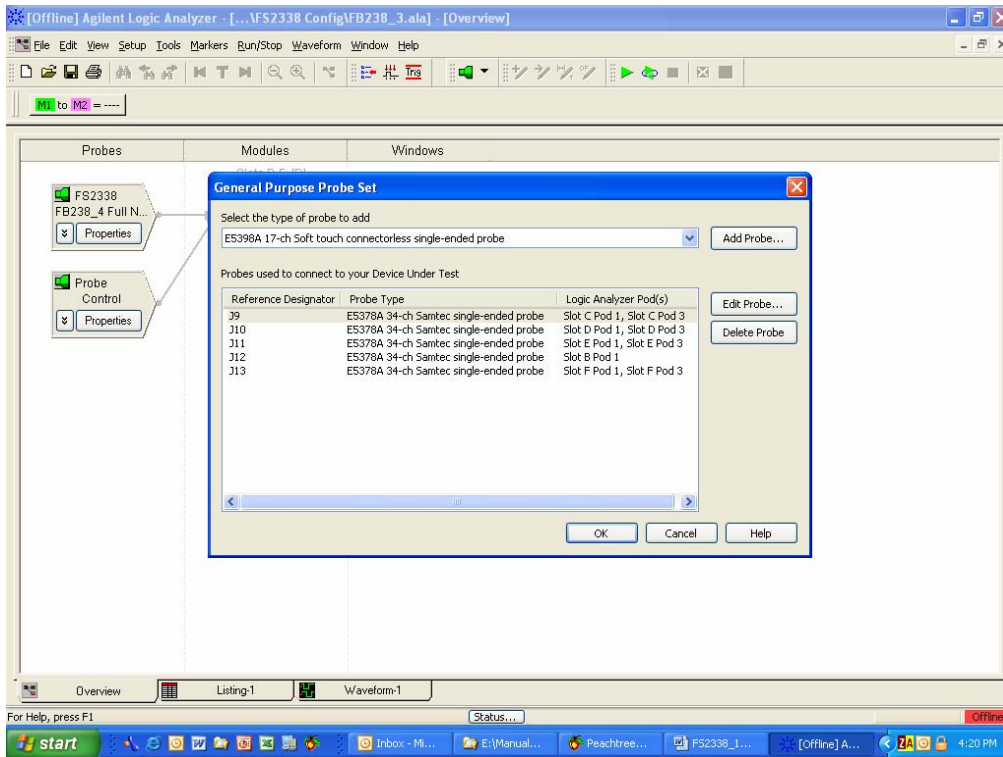 [Offline] Agilent Logic Analyzer - [...\FS2338 Config\FB238_3.ala] - [Overview]
File Edit View Setup Tools Markers Run/Stop Waveform Window Help
M1 to M2 = ----
Probes Modules Windows
FS2338
FB238_4 Full N...
Properties
Probe
Control
Properties
General Purpose Probe Set
Select the type of probe to add
E5398A 17-ch Soft touch connectorless single-ended probe
Add Probe...
Probes used to connect to your Device Under Test
Reference Designator Probe Type Logic Analyzer Pod(s)
J9 E5378A 34-ch Samtec single-ended probe Slot C Pod 1, Slot C Pod 3
J10 E5378A 34-ch Samtec single-ended probe Slot D Pod 1, Slot D Pod 3
J11 E5378A 34-ch Samtec single-ended probe Slot E Pod 1, Slot E Pod 3
J12 E5378A 34-ch Samtec single-ended probe Slot B Pod 1
J13 E5378A 34-ch Samtec single-ended probe Slot F Pod 1, Slot F Pod 3
Edit Probe...
Delete Probe
OK Cancel Help
Overview Listing-1 Waveform-1
For Help, press F1 Status... Offline
start Inbox - Mi... E:\Manual... Peachtree... FS2338_1... [Offline] A... 4:20 PM